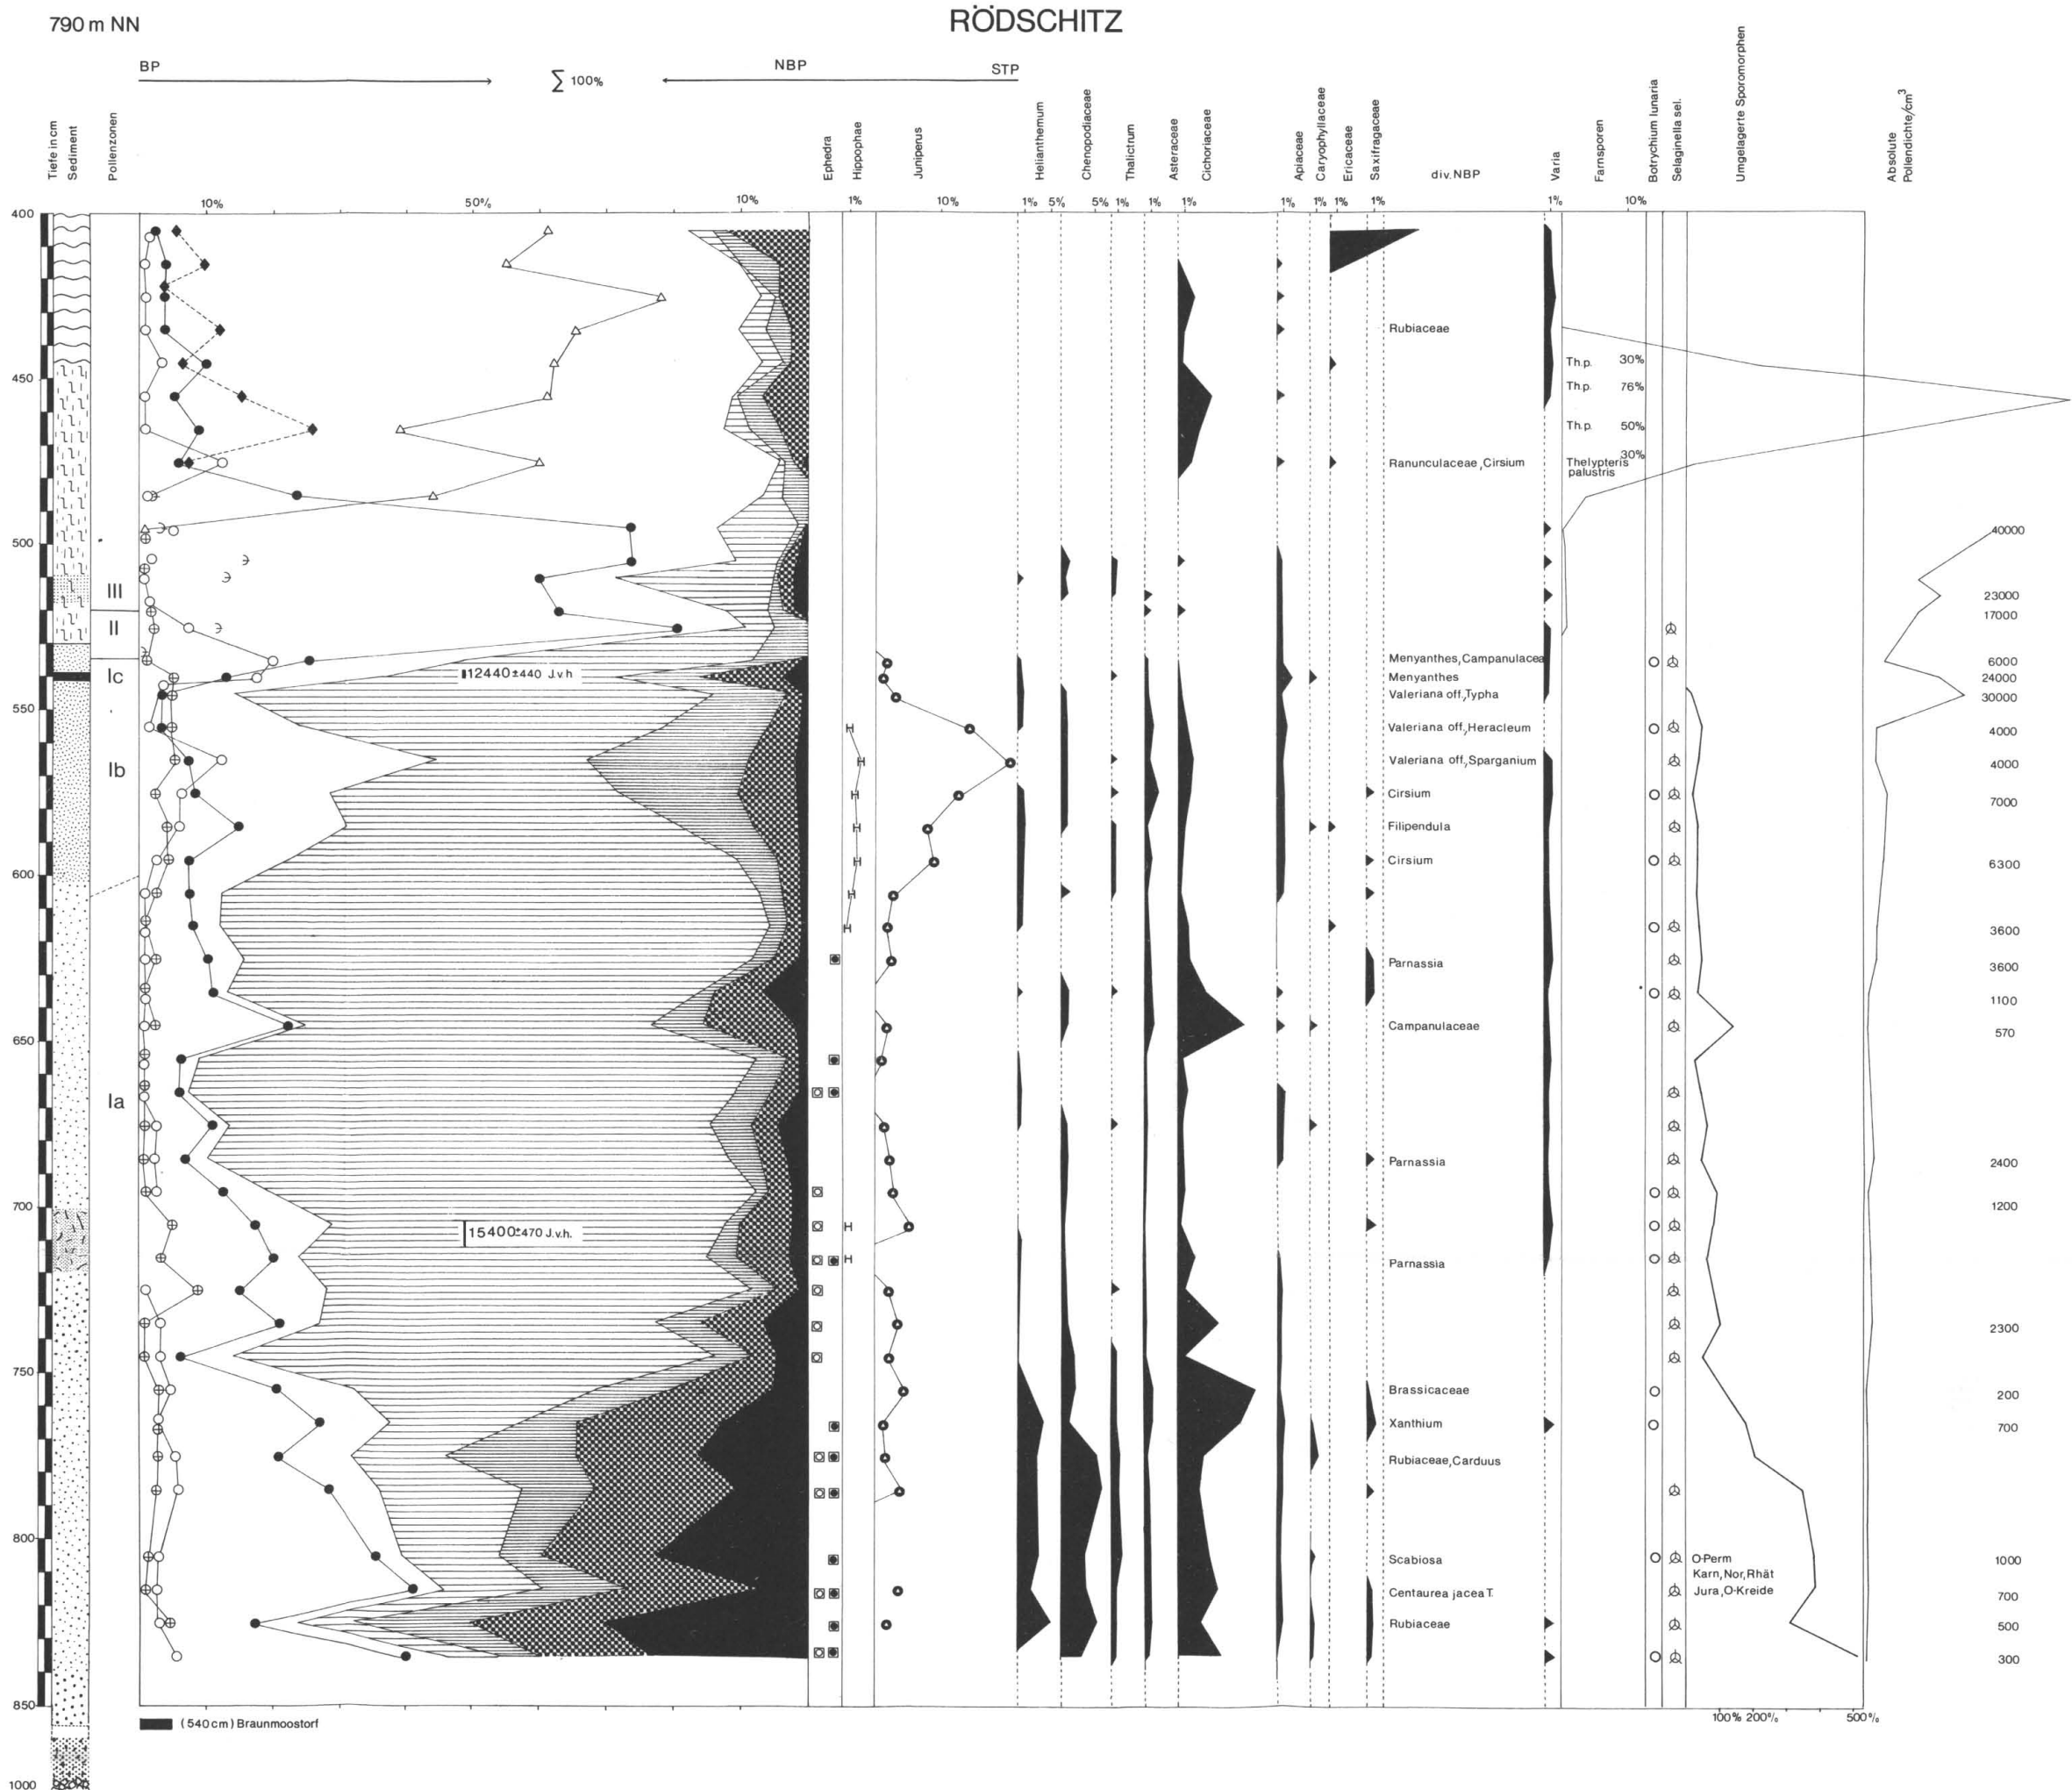 790 m NN
RÖDSCHITZ
BP
NBP
STP
Σ 100%
Tiefe in cm
Sediment
Pollenzonen
Ephedra
Hippophae
Juniperus
Helianthemum
Chenopodiaceae
Thalictrum
Asteraceae
Cichoriaceae
Apiaceae
Caryophyllaceae
Ericaceae
Saxifragaceae
div. NBP
Varia
Farnsporen
Botrychium lunaria
Selaginella sel.
Umgelagerte Sporomorphen
Absolute
Pollendichte/cm³
10% 50% 10% 1% 10% 1% 5% 5% 1% 1% 1% 1% 1% 1% 1% 1% 10%
400
Rubiaceae
Th.p. 30%
450
Th.p. 76%
Th.p. 50%
30%
Ranunculaceae, Cirsium Thelypteris
palustris
40000
500
III
23000
17000
II
Menyanthes, Campanulacea 6000
Ic 12440±440 J.v.h Menyanthes 24000
Valeriana off., Typha 30000
550
Valeriana off., Heracleum 4000
H
Ib Valeriana off., Sparganium 4000
H
Cirsium 7000
H
Filipendula
H
Cirsium 6300
H
600
H
H 3600
Parnassia 3600
1100
Campanulaceae 570
650
Ia
Parnassia 2400
700 1200
H
15400±470 J.v.h.
H
Parnassia
2300
750
Brassicaceae 200
Xanthium 700
Rubiaceae, Carduus
800
Scabiosa O-Perm 1000
Karn, Nor, Rhät
Centaurea jacea T. Jura, O-Kreide 700
Rubiaceae 500
300
850
(540 cm) Braunmoostorf
100% 200% 500%
1000